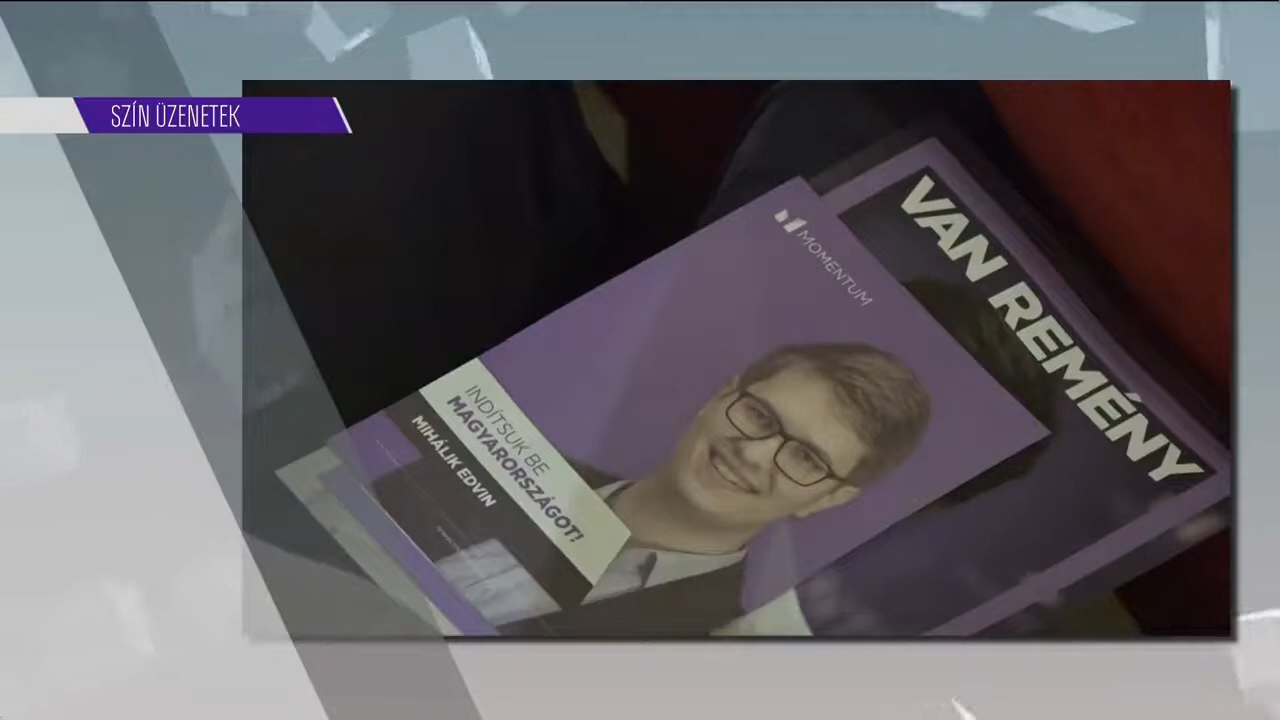 SZÍN ÜZENETEK
VAN REMÉNY
MOMENTUM
INDÍTSUK BE
MAGYARORSZÁGOT!
MIHÁLIK EDVIN